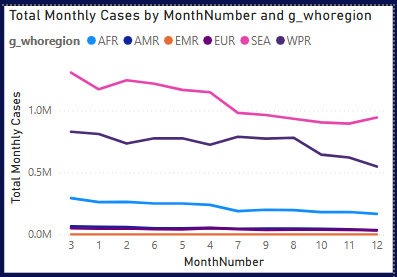 Total Monthly Cases by MonthNumber and g_whoregion
g_whoregion AFR AMR EMR EUR SEA WPR
Total Monthly Cases
1.0M
0.5M
0.0M
3 1 2 6 5 4 7 9 8 10 11 12
MonthNumber